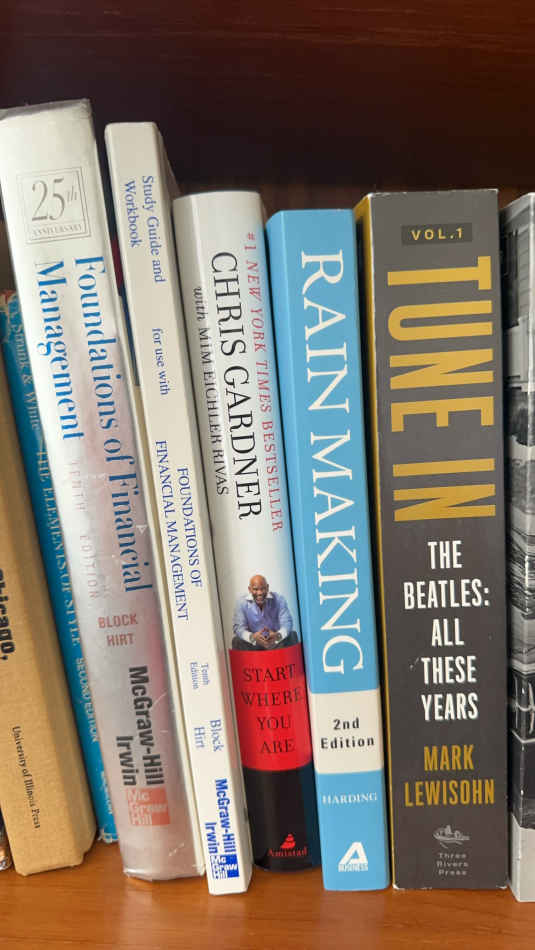 Chicago,
University of Illinois Press
Strunk & White
THE ELEMENTS OF STYLE
SECOND EDITION
25th
ANNIVERSARY
Foundations of Financial
Management
TENTH EDITION
BLOCK
HIRT
McGraw-Hill
Irwin
Mc
Graw
Hill
Study Guide and
Workbook
for use with
FOUNDATIONS OF
FINANCIAL MANAGEMENT
Tenth
Edition
Block
Hirt
McGraw-Hill
Irwin
Mc
Graw
Hill
#1 NEW YORK TIMES BESTSELLER
CHRIS GARDNER
with MIM EICHLER RIVAS
START
WHERE
YOU
ARE
Amistad
RAIN MAKING
2nd
Edition
HARDING
A
BUSINESS
VOL.1
TUNE IN
THE
BEATLES:
ALL
THESE
YEARS
MARK
LEWISOHN
Three
Rivers
Press